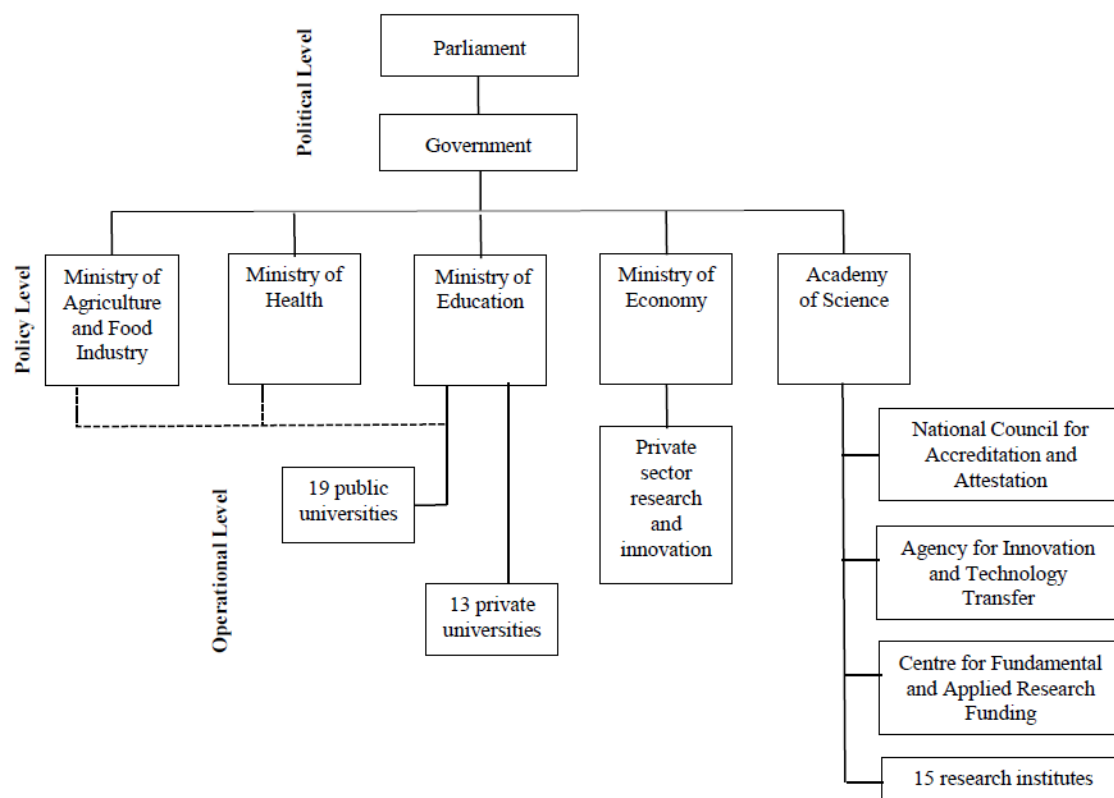 Political Level
Parliament
Government
Policy Level
Ministry of
Agriculture
and Food
Industry
Ministry of
Health
Ministry of
Education
Ministry of
Economy
Academy
of Science
Operational Level
19 public
universities
13 private
universities
Private
sector
research
and
innovation
National Council for
Accreditation and
Attestation
Agency for Innovation
and Technology
Transfer
Centre for Fundamental
and Applied Research
Funding
15 research institutes